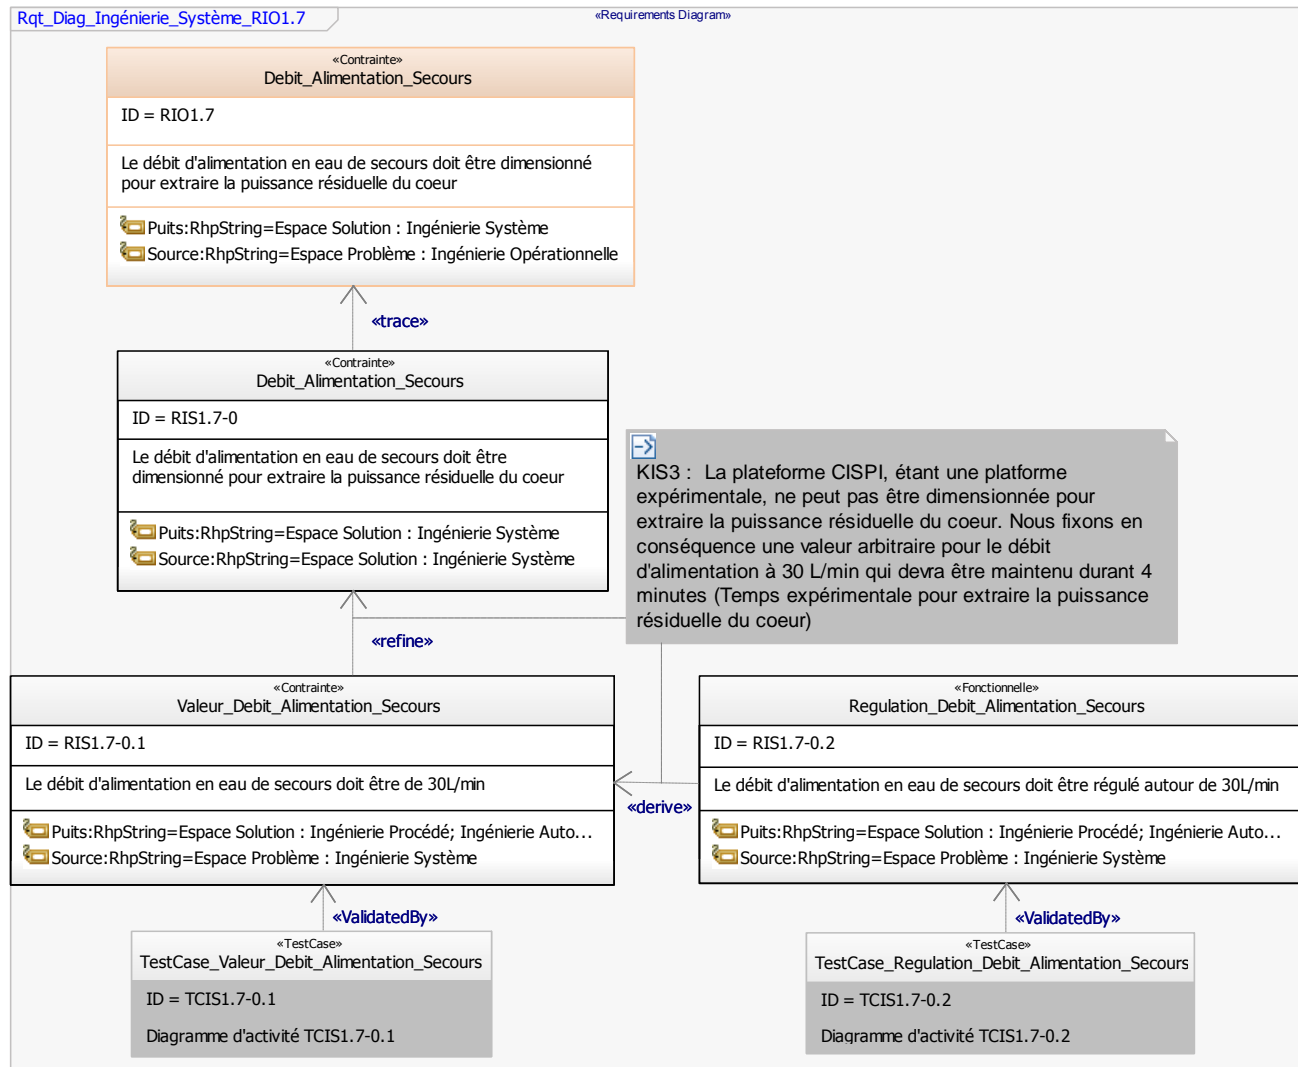 Rqt_Diag_Ingénierie_Système_RIO1.7
«Requirements Diagram»
«Contrainte»
Debit_Alimentation_Secours
ID = RIO1.7
Le débit d'alimentation en eau de secours doit être dimensionné
pour extraire la puissance résiduelle du coeur
Puits:RhpString=Espace Solution : Ingénierie Système
Source:RhpString=Espace Problème : Ingénierie Opérationnelle
«trace»
«Contrainte»
Debit_Alimentation_Secours
ID = RIS1.7-0
Le débit d'alimentation en eau de secours doit être
dimensionné pour extraire la puissance résiduelle du coeur
Puits:RhpString=Espace Solution : Ingénierie Système
Source:RhpString=Espace Solution : Ingénierie Système
KIS3 :  La plateforme CISPI, étant une platforme
expérimentale, ne peut pas être dimensionnée pour
extraire la puissance résiduelle du coeur. Nous fixons en
conséquence une valeur arbitraire pour le débit
d'alimentation à 30 L/min qui devra être maintenu durant 4
minutes (Temps expérimentale pour extraire la puissance
résiduelle du coeur)
«refine»
«Contrainte»
Valeur_Debit_Alimentation_Secours
ID = RIS1.7-0.1
Le débit d'alimentation en eau de secours doit être de 30L/min
Puits:RhpString=Espace Solution : Ingénierie Procédé; Ingénierie Auto...
Source:RhpString=Espace Problème : Ingénierie Système
«derive»
«Fonctionnelle»
Regulation_Debit_Alimentation_Secours
ID = RIS1.7-0.2
Le débit d'alimentation en eau de secours doit être régulé autour de 30L/min
Puits:RhpString=Espace Solution : Ingénierie Procédé; Ingénierie Auto...
Source:RhpString=Espace Problème : Ingénierie Système
«ValidatedBy»
«TestCase»
TestCase_Valeur_Debit_Alimentation_Secours
ID = TCIS1.7-0.1
Diagramme d'activité TCIS1.7-0.1
«ValidatedBy»
«TestCase»
TestCase_Regulation_Debit_Alimentation_Secours
ID = TCIS1.7-0.2
Diagramme d'activité TCIS1.7-0.2